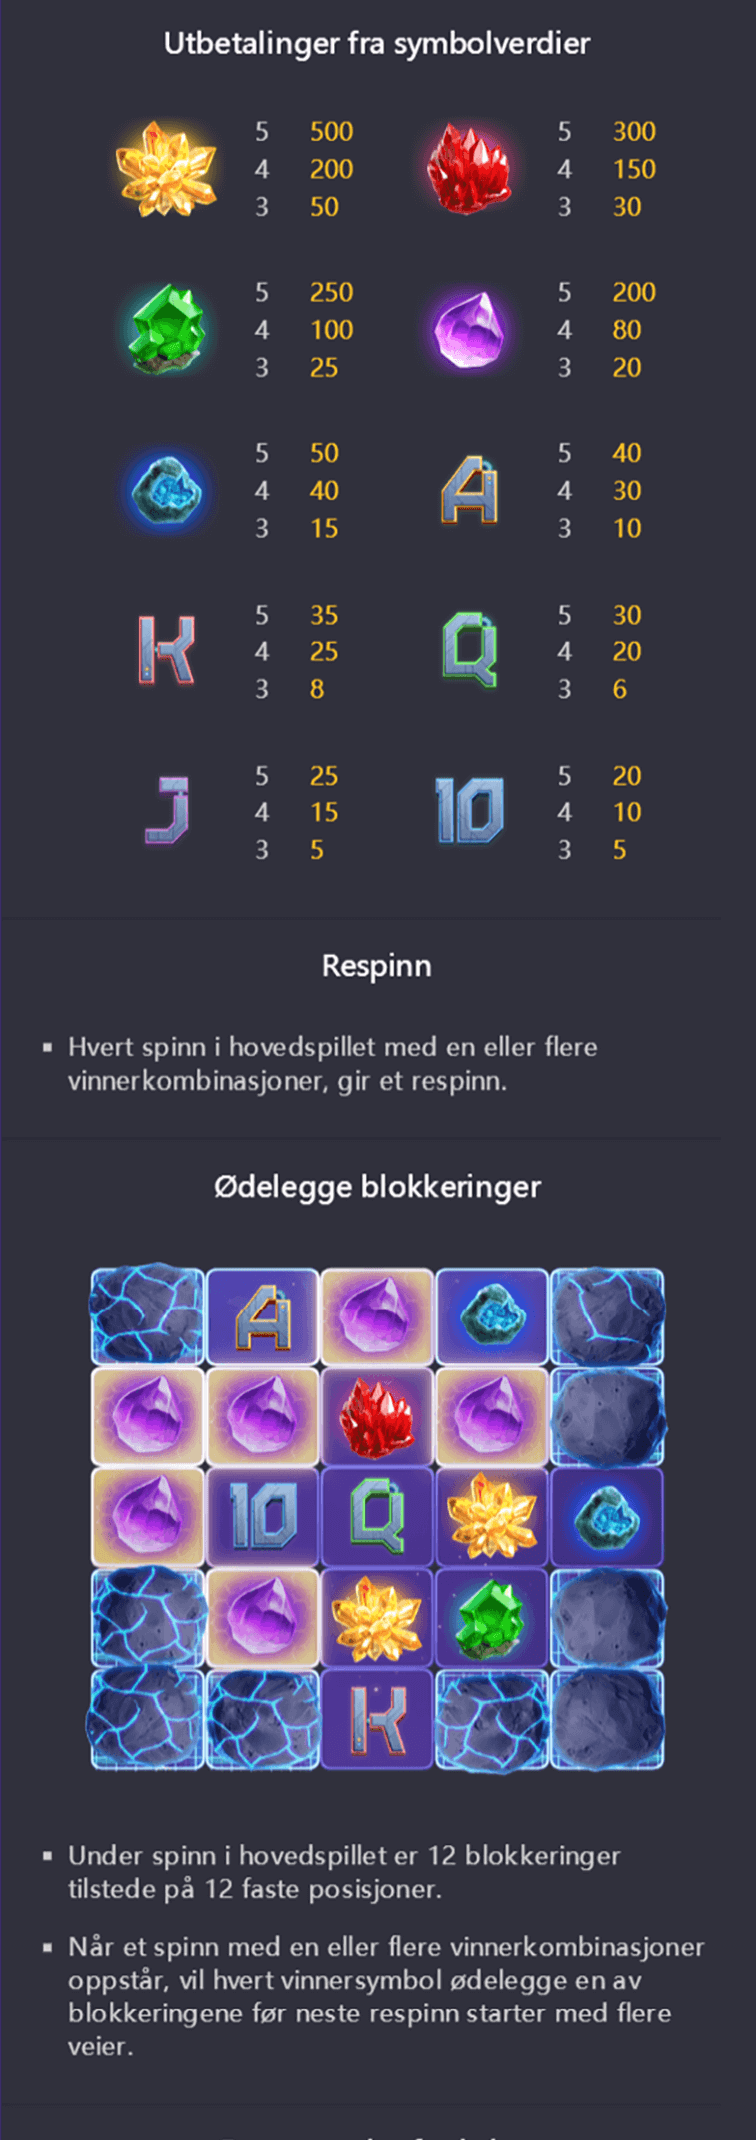 Utbetalinger fra symbolverdier
5 500 5 300
4 200 4 150
3 50 3 30
5 250 5 200
4 100 4 80
3 25 3 20
5 50 5 40
4 40 A 4 30
3 15 3 10
5 35 5 30
K 4 25 Q 4 20
3 8 3 6
5 25 5 20
J 4 15 10 4 10
3 5 3 5
Respinn
▪ Hvert spinn i hovedspillet med en eller flere
vinnerkombinasjoner, gir et respinn.
Ødelegge blokkeringer
A
10 Q
K
▪ Under spinn i hovedspillet er 12 blokkeringer
tilstede på 12 faste posisjoner.
▪ Når et spinn med en eller flere vinnerkombinasjoner
oppstår, vil hvert vinnersymbol ødelegge en av
blokkeringene før neste respinn starter med flere
veier.